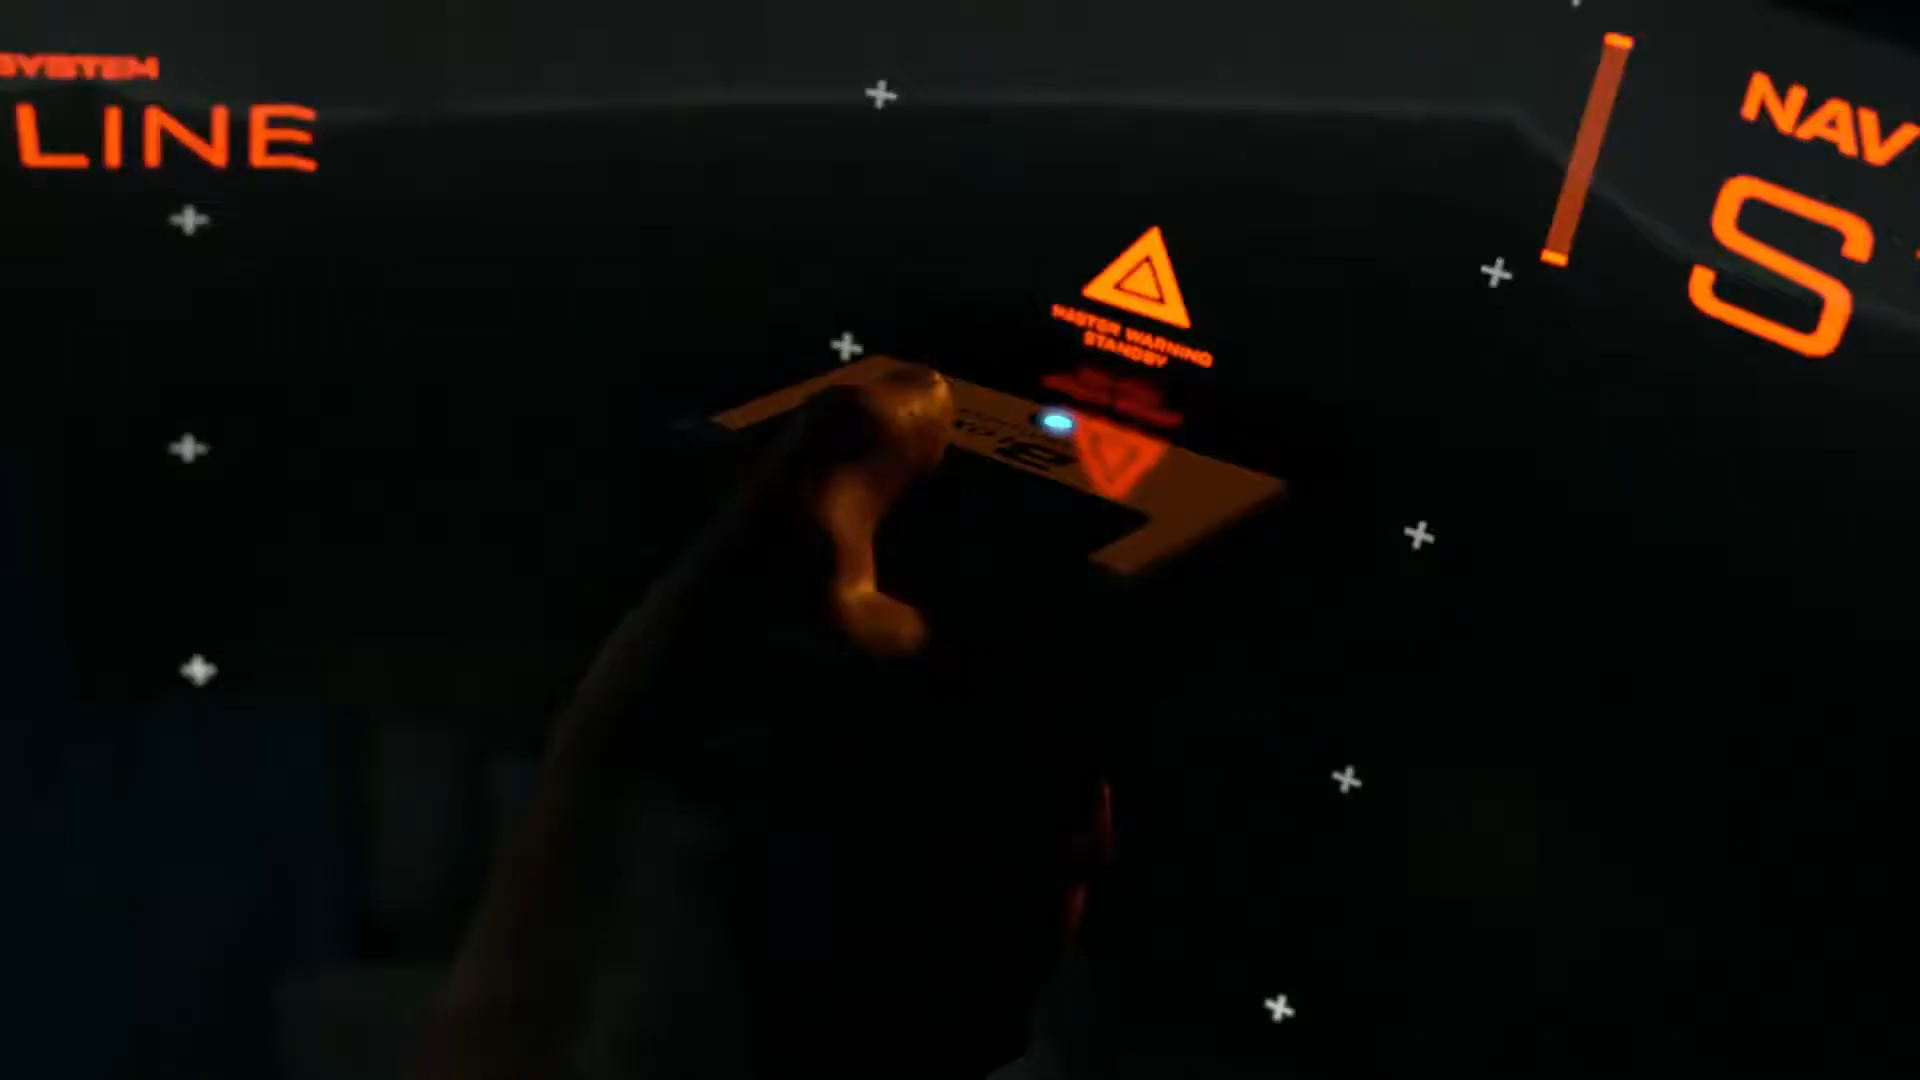 SYSTEM
LINE
NAV
S
MASTER WARNING
STANDBY